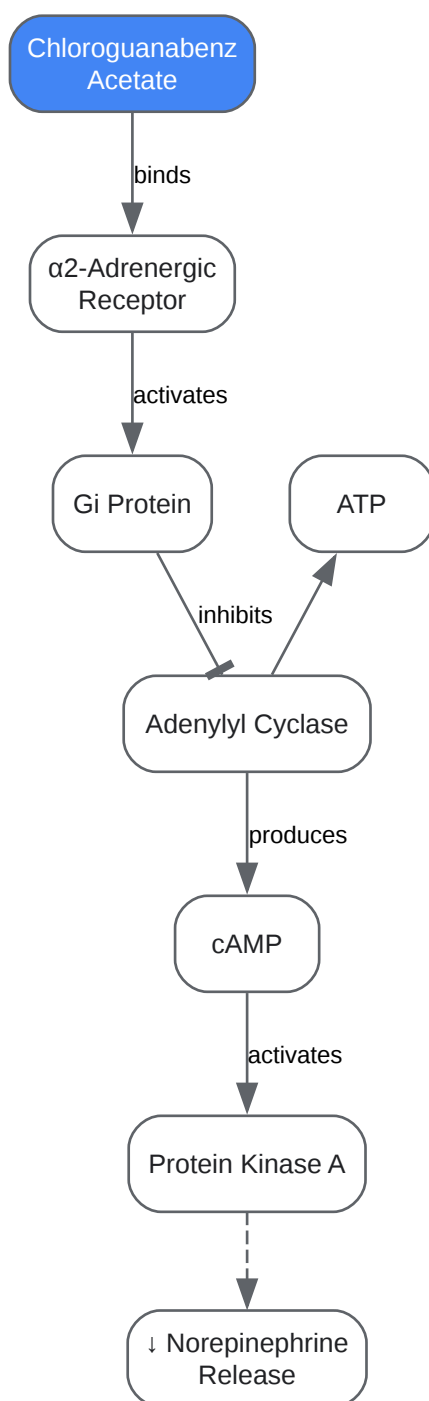 Chloroguanabenz
Acetate
binds
α2-Adrenergic
Receptor
activates
Gi Protein
ATP
inhibits
Adenylyl Cyclase
produces
cAMP
activates
Protein Kinase A
↓ Norepinephrine
Release